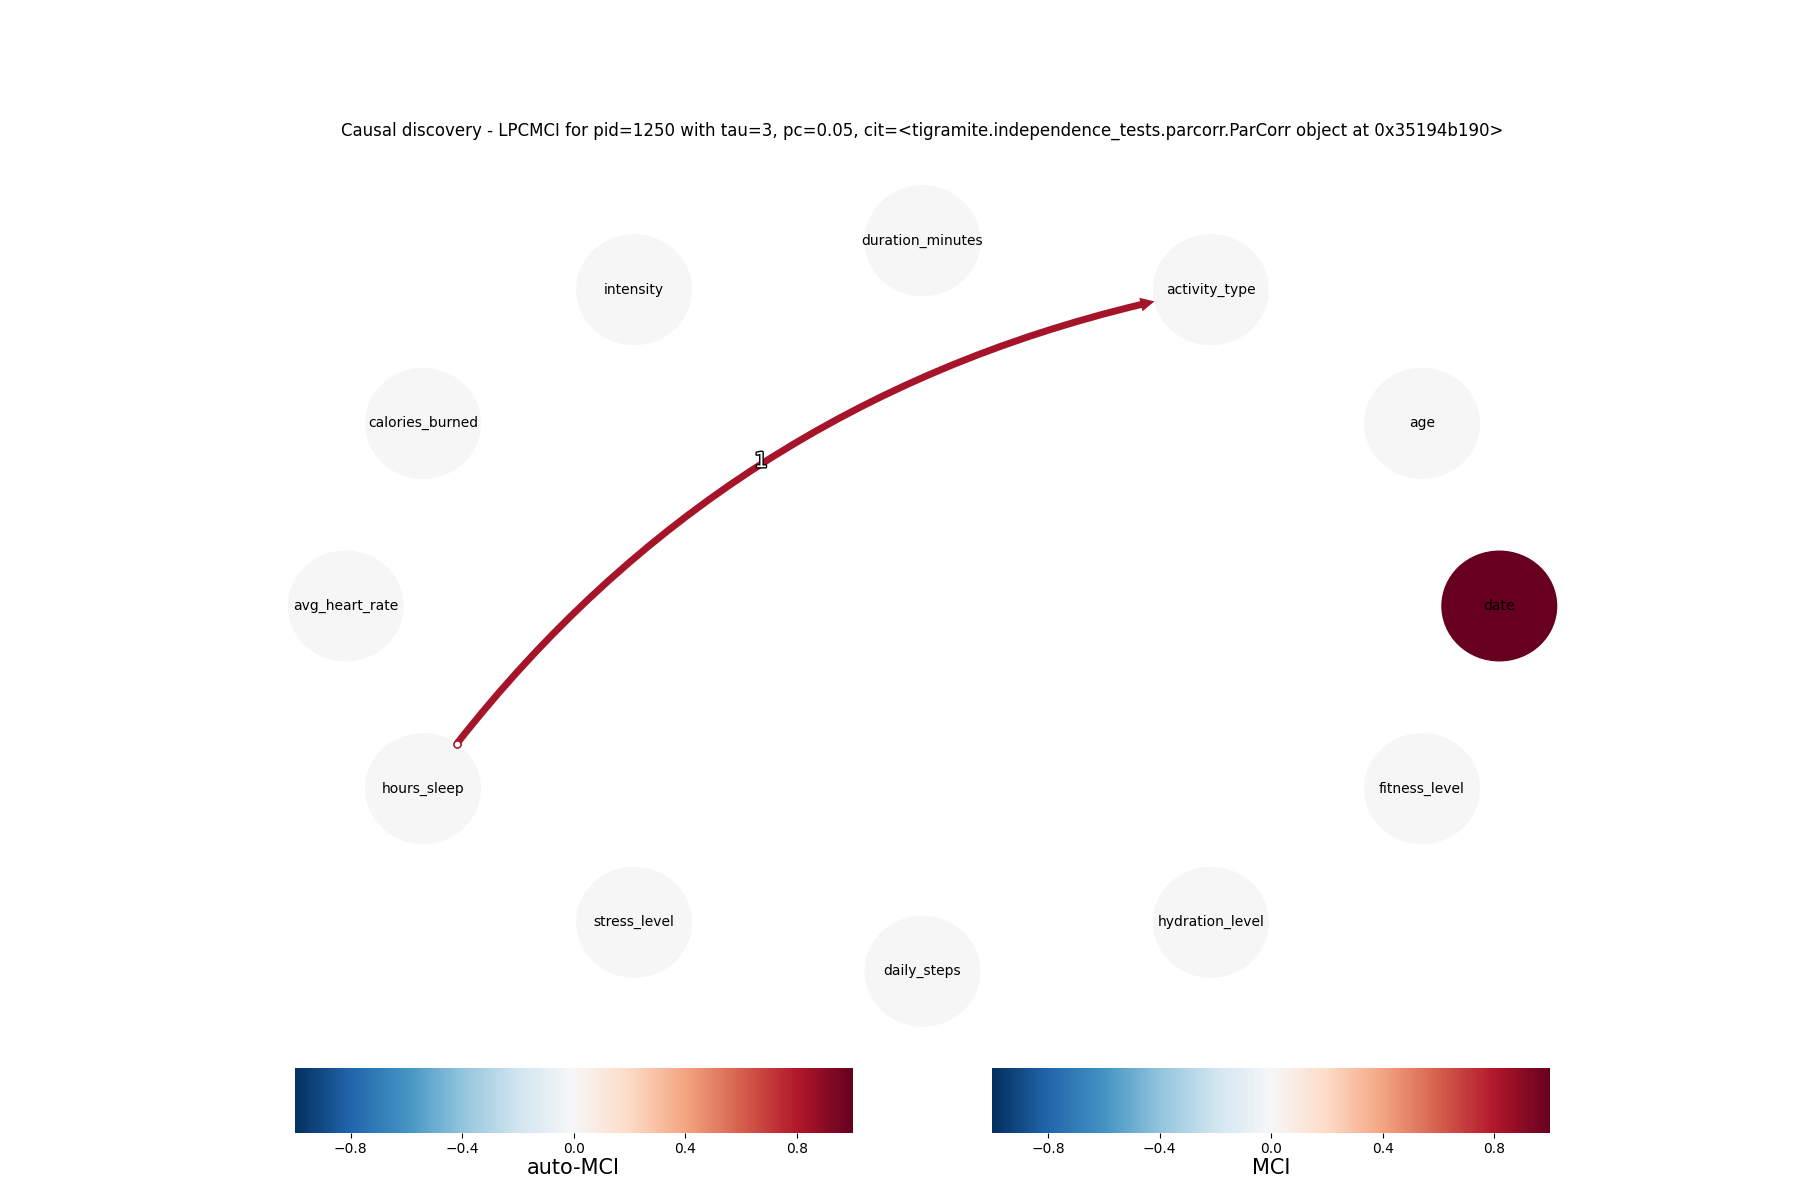 Causal discovery - LPCMCI for pid=1250 with tau=3, pc=0.05, cit=<tigramite.independence_tests.parcorr.ParCorr object at 0x35194b190>
duration_minutes
intensity
activity_type
calories_burned
age
1
avg_heart_rate
date
hours_sleep
fitness_level
stress_level
hydration_level
daily_steps
−0.8 −0.4 0.0 0.4 0.8
auto-MCI
−0.8 −0.4 0.0 0.4 0.8
MCI